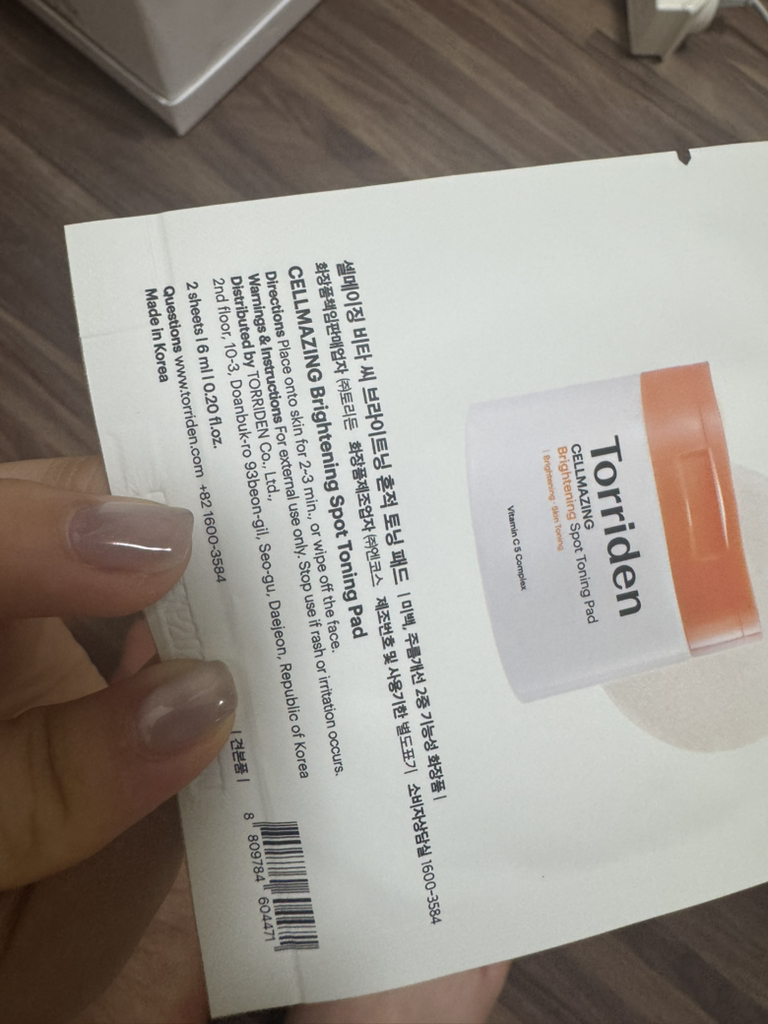 Torriden
CELLMAZING
Brightening Spot Toning Pad
| Brightening · Skin Toning
Vitamin C 5 Complex
셀메이징 비타 씨 브라이트닝 흔적 토닝 패드 | 미백, 주름개선 2중 기능성 화장품 |
화장품책임판매업자 ㈜토리든 화장품제조업자 ㈜앤코스 제조번호 및 사용기한 별도표기 소비자상담실 1600-3584
CELLMAZING Brightening Spot Toning Pad
Directions Place onto skin for 2-3 min., or wipe off the face.
Warnings & Instructions For external use only. Stop use if rash or irritation occurs.
Distributed by TORRIDEN Co., Ltd.,
2nd floor, 10-3, Doanbuk-ro 93beon-gil, Seo-gu, Daejeon, Republic of Korea
2 sheets | 6 ml | 0.20 fl.oz.
| 견본품 |
Questions www.torriden.com +82 1600-3584
Made in Korea
8 809784 604471